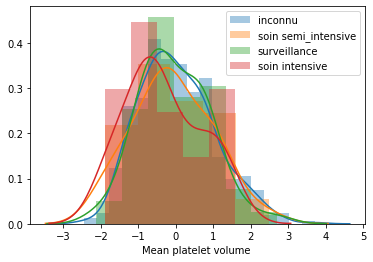 inconnu
soin semi_intensive
surveillance
soin intensive
0.4
0.3
0.2
0.1
0.0
−3 −2 −1 0 1 2 3 4 5
Mean platelet volume